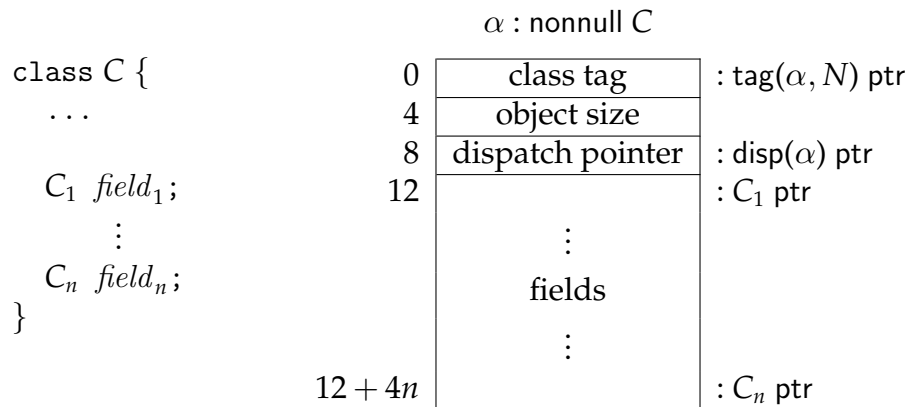 α : nonnull C
class C {
0 class tag : tag(α, N) ptr
. . .
4 object size
8 dispatch pointer : disp(α) ptr
C₁ field₁;
12 : C₁ ptr
⋮
⋮
Cₙ fieldₙ;
fields
}
⋮
12 + 4n : Cₙ ptr